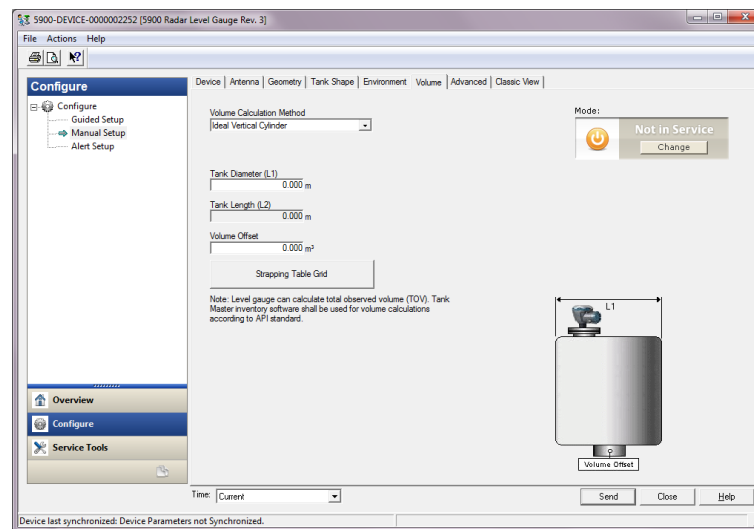 5900-DEVICE-0000002252 [5900 Radar Level Gauge Rev. 3]
File Actions Help
Configure
Configure
Guided Setup
Manual Setup
Alert Setup
Overview
Configure
Service Tools
Device Antenna Geometry Tank Shape Environment Volume Advanced Classic View
Volume Calculation Method
Ideal Vertical Cylinder
Mode:
Not in Service
Change
Tank Diameter (L1)
0.000 m
Tank Length (L2)
0.000 m
Volume Offset
0.000 m³
Strapping Table Grid
Note: Level gauge can calculate total observed volume (TOV). Tank
Master inventory software shall be used for volume calculations
according to API standard.
L1
Volume Offset
Time: Current
Send Close Help
Device last synchronized: Device Parameters not Synchronized.